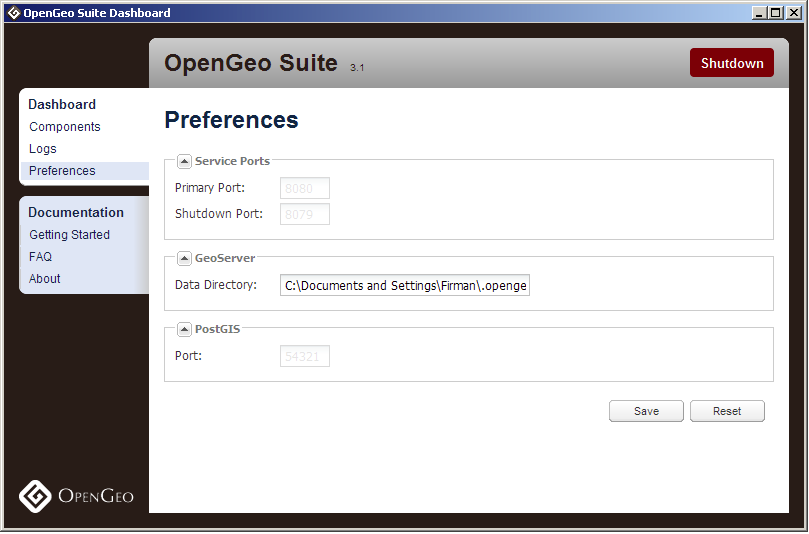 OpenGeo Suite Dashboard
OpenGeo Suite 3.1
Shutdown
Dashboard
Components
Logs
Preferences
Documentation
Getting Started
FAQ
About
Preferences
Service Ports
Primary Port: 8080
Shutdown Port: 8079
GeoServer
Data Directory: C:\Documents and Settings\Firman\.openge
PostGIS
Port: 54321
Save Reset
OpenGeo